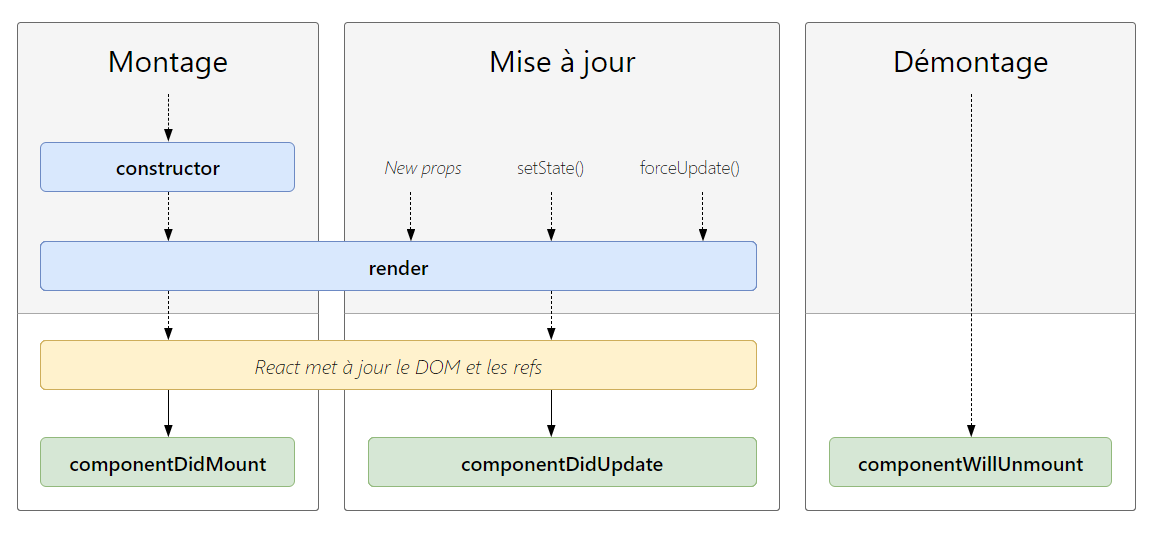 Montage
Mise à jour
Démontage
constructor
New props
setState()
forceUpdate()
render
React met à jour le DOM et les refs
componentDidMount
componentDidUpdate
componentWillUnmount